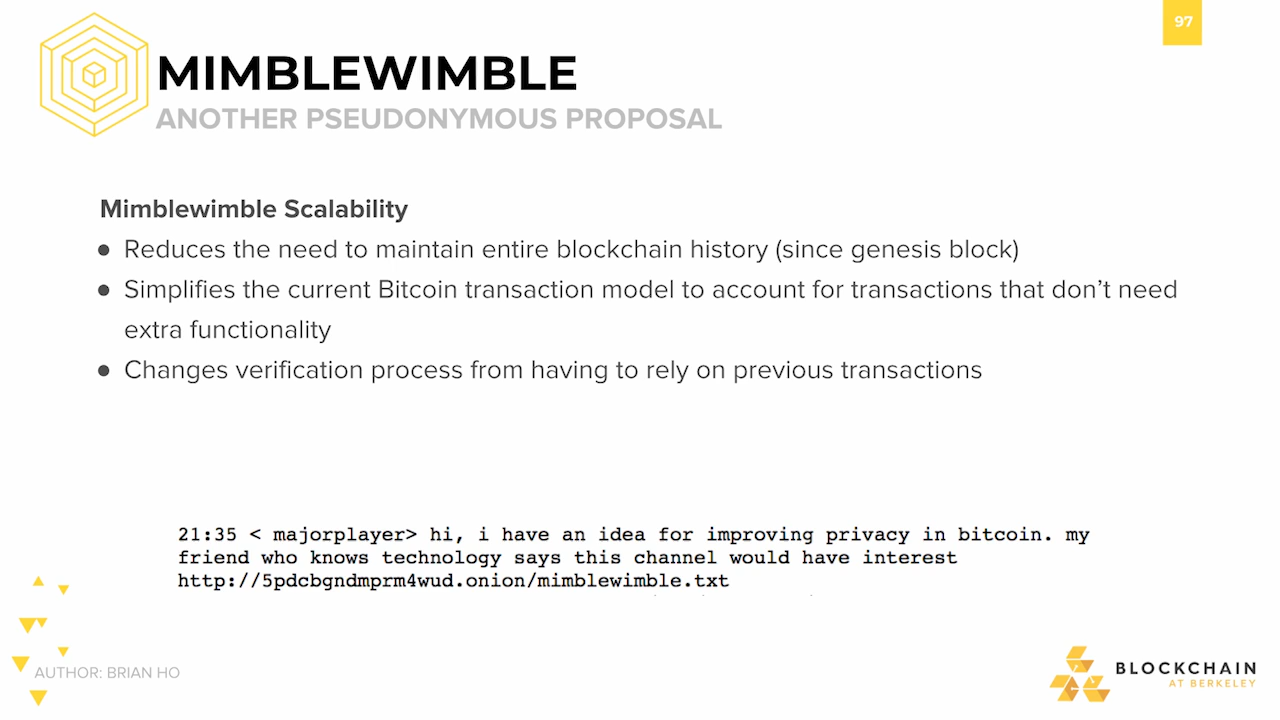 97
MIMBLEWIMBLE
ANOTHER PSEUDONYMOUS PROPOSAL
Mimblewimble Scalability
● Reduces the need to maintain entire blockchain history (since genesis block)
● Simplifies the current Bitcoin transaction model to account for transactions that don’t need
extra functionality
● Changes verification process from having to rely on previous transactions
21:35 < majorplayer> hi, i have an idea for improving privacy in bitcoin. my
friend who knows technology says this channel would have interest
http://5pdcbgndmprm4wud.onion/mimblewimble.txt
AUTHOR: BRIAN HO
BLOCKCHAIN
AT BERKELEY